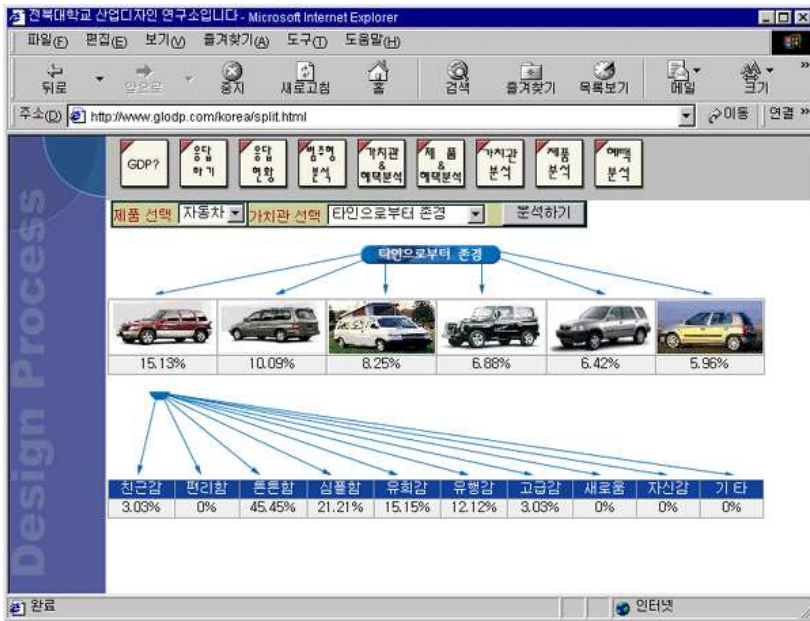 전북대학교 산업디자인 연구소입니다 - Microsoft Internet Explorer
파일(F) 편집(E) 보기(V) 즐겨찾기(A) 도구(T) 도움말(H)
뒤로 앞으로 중지 새로고침 홈 검색 즐겨찾기 목록보기 메일 크기
주소(D) http://www.glodp.com/korea/split.html 이동 연결 »
GDP? 응답하기 응답현황 범주형분석 가치관&혜택분석 제품&혜택분석 가치관분석 제품분석 혜택분석
제품 선택 자동차 가치관 선택 타인으로부터 존경 분석하기
타인으로부터 존경
15.13% 10.09% 8.25% 6.88% 6.42% 5.96%
친근감 편리함 튼튼함 심플함 유희감 유행감 고급감 새로움 자신감 기타
3.03% 0% 45.45% 21.21% 15.15% 12.12% 3.03% 0% 0% 0%
Design Process
완료 인터넷